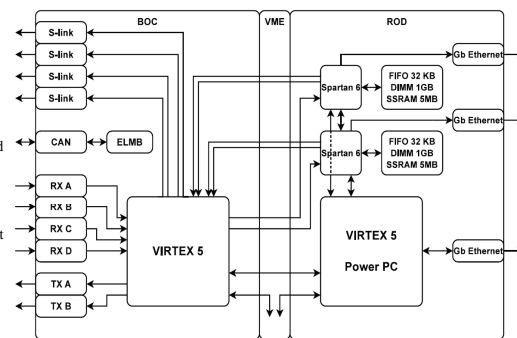 BOC
VME
ROD
S-link
S-link
S-link
S-link
CAN
ELMB
RX A
RX B
RX C
RX D
TX A
TX B
VIRTEX 5
Spartan 6
FIFO 32 KB
DIMM 1GB
SSRAM 5MB
Gb Ethernet
Spartan 6
FIFO 32 KB
DIMM 1GB
SSRAM 5MB
Gb Ethernet
VIRTEX 5
Power PC
Gb Ethernet